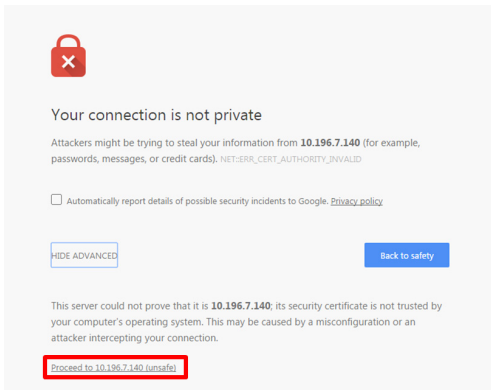 Your connection is not private
Attackers might be trying to steal your information from 10.196.7.140 (for example,
passwords, messages, or credit cards). NET::ERR_CERT_AUTHORITY_INVALID
Automatically report details of possible security incidents to Google. Privacy policy
HIDE ADVANCED
Back to safety
This server could not prove that it is 10.196.7.140; its security certificate is not trusted by
your computer's operating system. This may be caused by a misconfiguration or an
attacker intercepting your connection.
Proceed to 10.196.7.140 (unsafe)